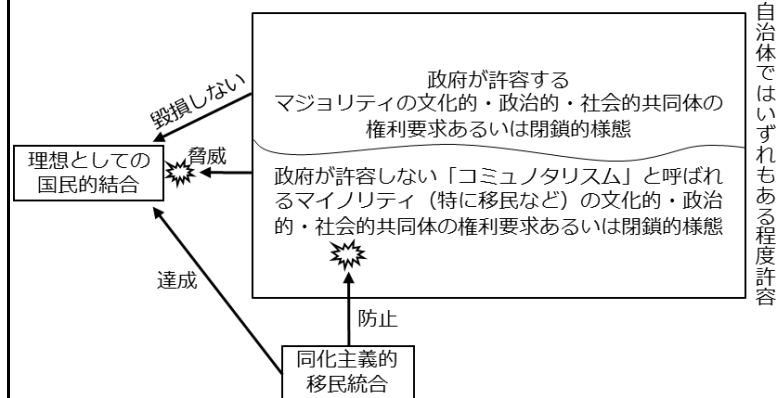 政府が許容する
マジョリティの文化的・政治的・社会的共同体の
権利要求あるいは閉鎖的様態
毀損しない
理想としての
国民的結合
脅威
政府が許容しない「コミュノタリスム」と呼ばれ
るマイノリティ（特に移民など）の文化的・政治
的・社会的共同体の権利要求あるいは閉鎖的様態
達成
防止
同化主義的
移民統合
自治体ではいずれもある程度許容